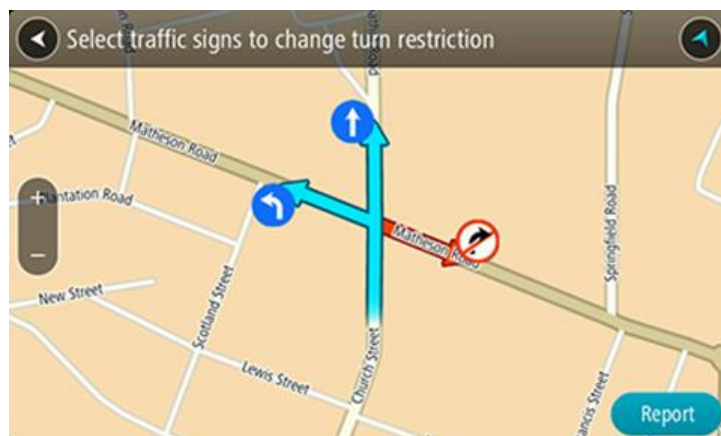 Select traffic signs to change turn restriction
Matheson Road
Plantation Road
+
-
Matheson Road
Springfield Road
New Street
Scotland Street
Lewis Street
Church Street
Report